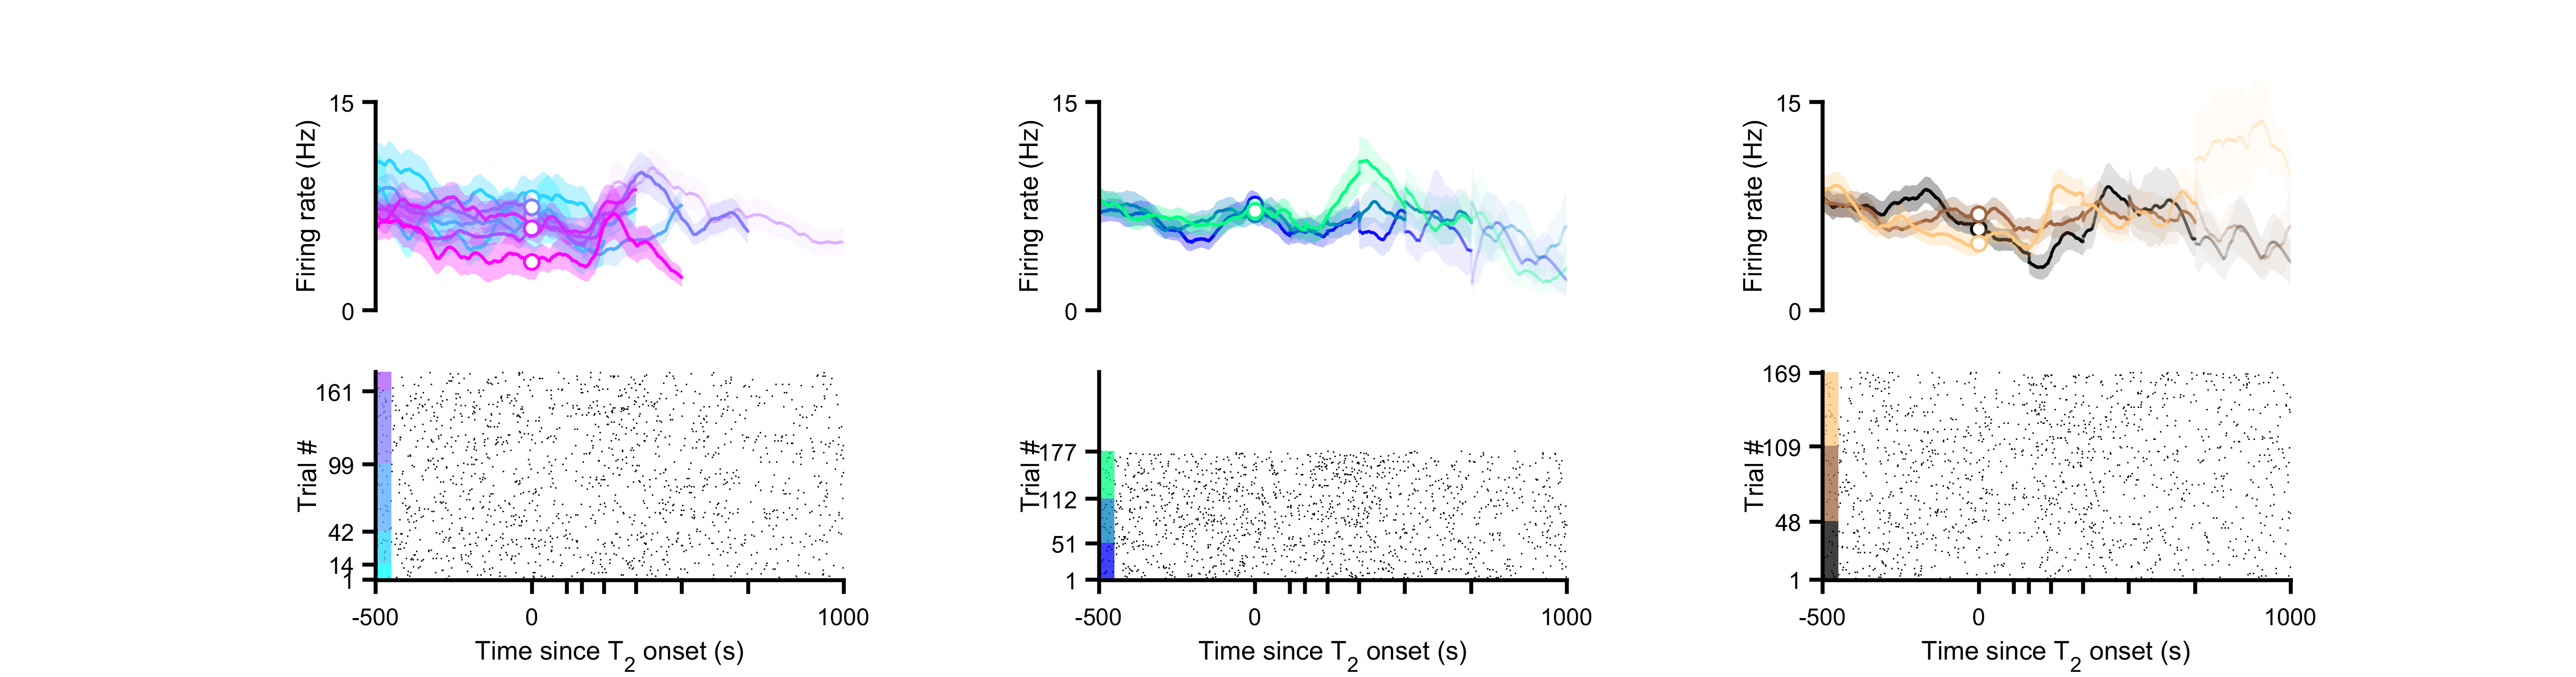 15
Firing rate (Hz)
0
161
99
42
14
1
Trial #
-500 0 1000
Time since T2 onset (s)
15
Firing rate (Hz)
0
177
112
51
1
Trial #
-500 0 1000
Time since T2 onset (s)
15
Firing rate (Hz)
0
169
109
48
1
Trial #
-500 0 1000
Time since T2 onset (s)